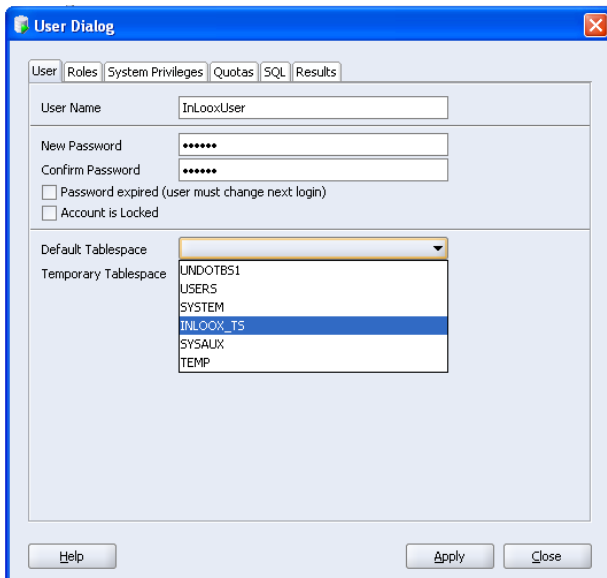 User Dialog
User Roles System Privileges Quotas SQL Results
User Name InLooxUser
New Password ••••••
Confirm Password ••••••
Password expired (user must change next login)
Account is Locked
Default Tablespace
Temporary Tablespace UNDOTBS1
USERS
SYSTEM
INLOOX_TS
SYSAUX
TEMP
Help Apply Close